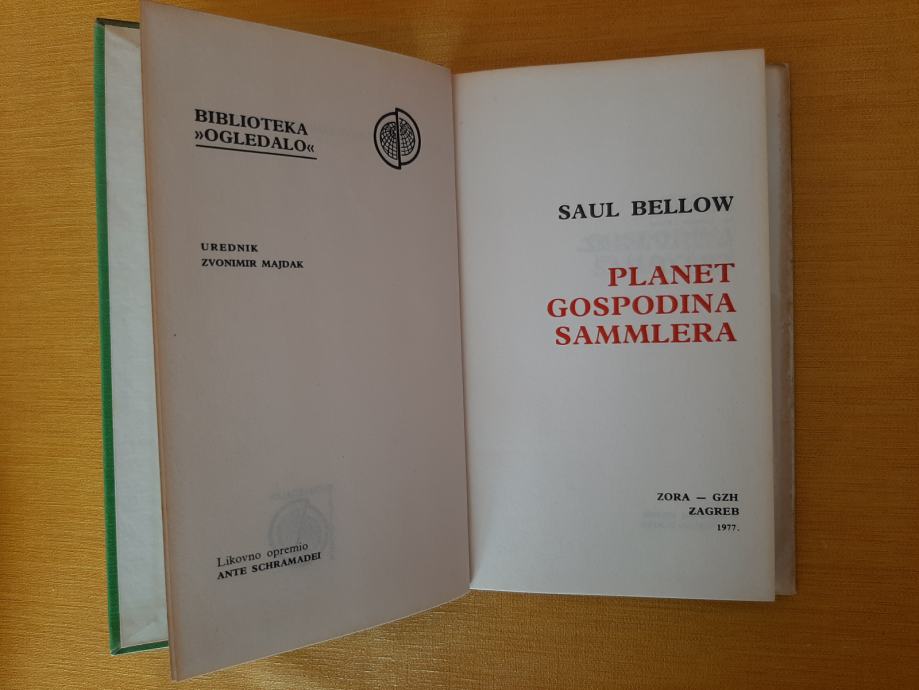 BIBLIOTEKA
»OGLEDALO«
UREDNIK
ZVONIMIR MAJDAK
Likovno opremio
ANTE SCHRAMADEI
SAUL BELLOW
PLANET
GOSPODINA
SAMMLERA
ZORA — GZH
ZAGREB
1977.